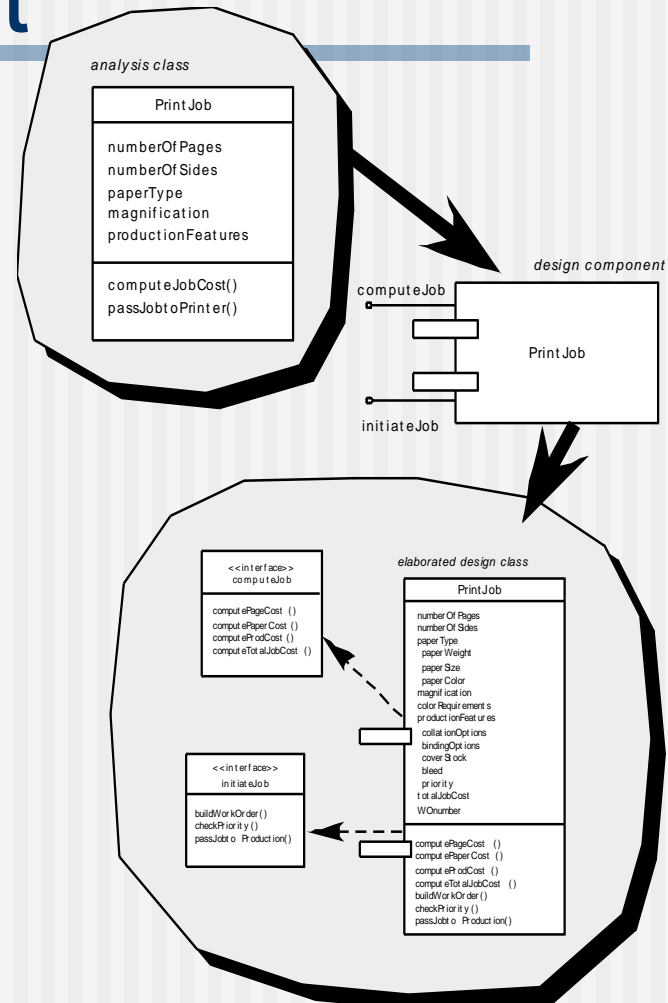 t
analysis class
PrintJob
numberOfPages
numberOfSides
paperType
magnification
productionFeatures
computeJobCost()
passJobtoPrinter()
design component
computeJob
PrintJob
initiateJob
elaborated design class
<<interface>>
computeJob
computePageCost ()
computePaperCost ()
computeProdCost ()
computeTotalJobCost ()
<<interface>>
initiateJob
buildWorkOrder()
checkPriority()
passJobto Production()
PrintJob
numberOfPages
numberOfSides
paperType
paperWeight
paperSize
paperColor
magnification
colorRequirements
productionFeatures
collationOptions
bindingOptions
coverStock
bleed
priority
totalJobCost
WOnumber
computePageCost ()
computePaperCost ()
computeProdCost ()
computeTotalJobCost ()
buildWorkOrder()
checkPriority()
passJobto Production()